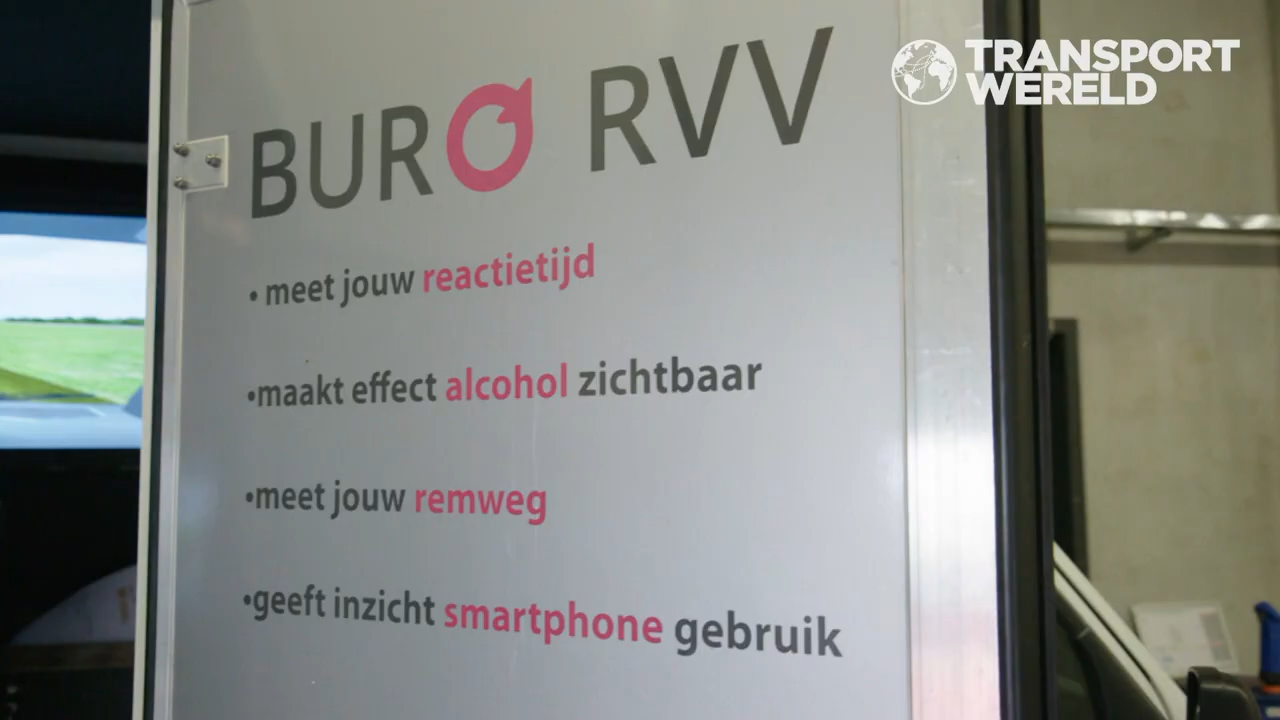 TRANSPORT
WERELD
BURO RVV
• meet jouw reactietijd
•maakt effect alcohol zichtbaar
•meet jouw remweg
•geeft inzicht smartphone gebruik